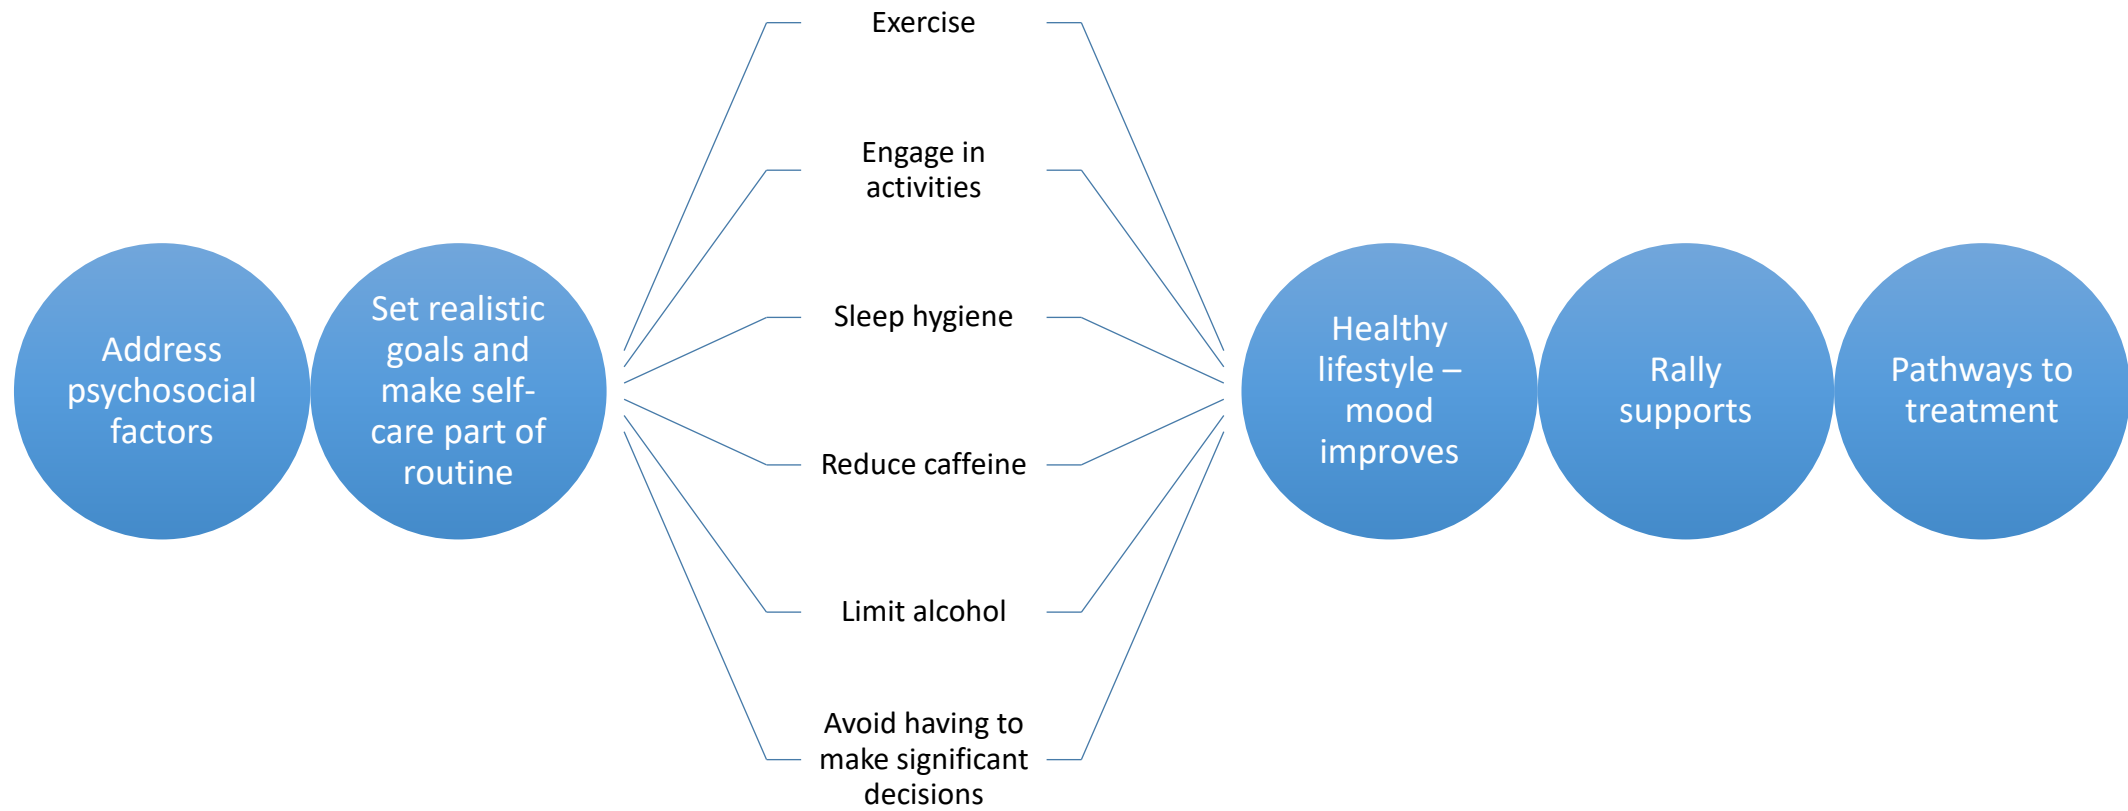 Address
psychosocial
factors
Set realistic
goals and
make self-
care part of
routine
Exercise
Engage in
activities
Sleep hygiene
Reduce caffeine
Limit alcohol
Avoid having to
make significant
decisions
Healthy
lifestyle –
mood
improves
Rally
supports
Pathways to
treatment